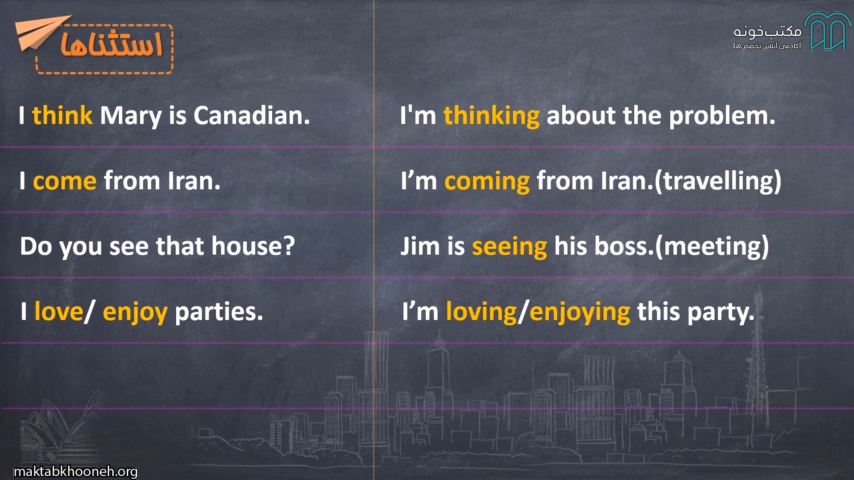 استثناها
مکتب‌خونه
آکادمی آنلاین تخصص‌ها
I think Mary is Canadian.
I'm thinking about the problem.
I come from Iran.
I’m coming from Iran.(travelling)
Do you see that house?
Jim is seeing his boss.(meeting)
I love/ enjoy parties.
I’m loving/enjoying this party.
maktabkhooneh.org